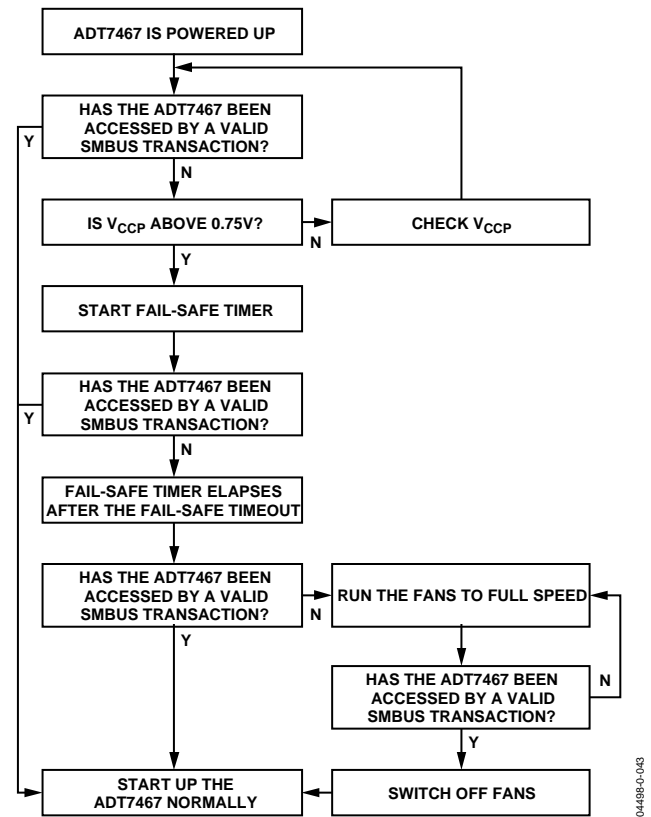 ADT7467 IS POWERED UP
HAS THE ADT7467 BEEN
ACCESSED BY A VALID
SMBUS TRANSACTION?
Y
N
IS VCCP ABOVE 0.75V?
N
CHECK VCCP
Y
START FAIL-SAFE TIMER
HAS THE ADT7467 BEEN
ACCESSED BY A VALID
SMBUS TRANSACTION?
Y
N
FAIL-SAFE TIMER ELAPSES
AFTER THE FAIL-SAFE TIMEOUT
HAS THE ADT7467 BEEN
ACCESSED BY A VALID
SMBUS TRANSACTION?
N
RUN THE FANS TO FULL SPEED
Y
HAS THE ADT7467 BEEN
ACCESSED BY A VALID
SMBUS TRANSACTION?
N
Y
START UP THE
ADT7467 NORMALLY
SWITCH OFF FANS
04498-0-043